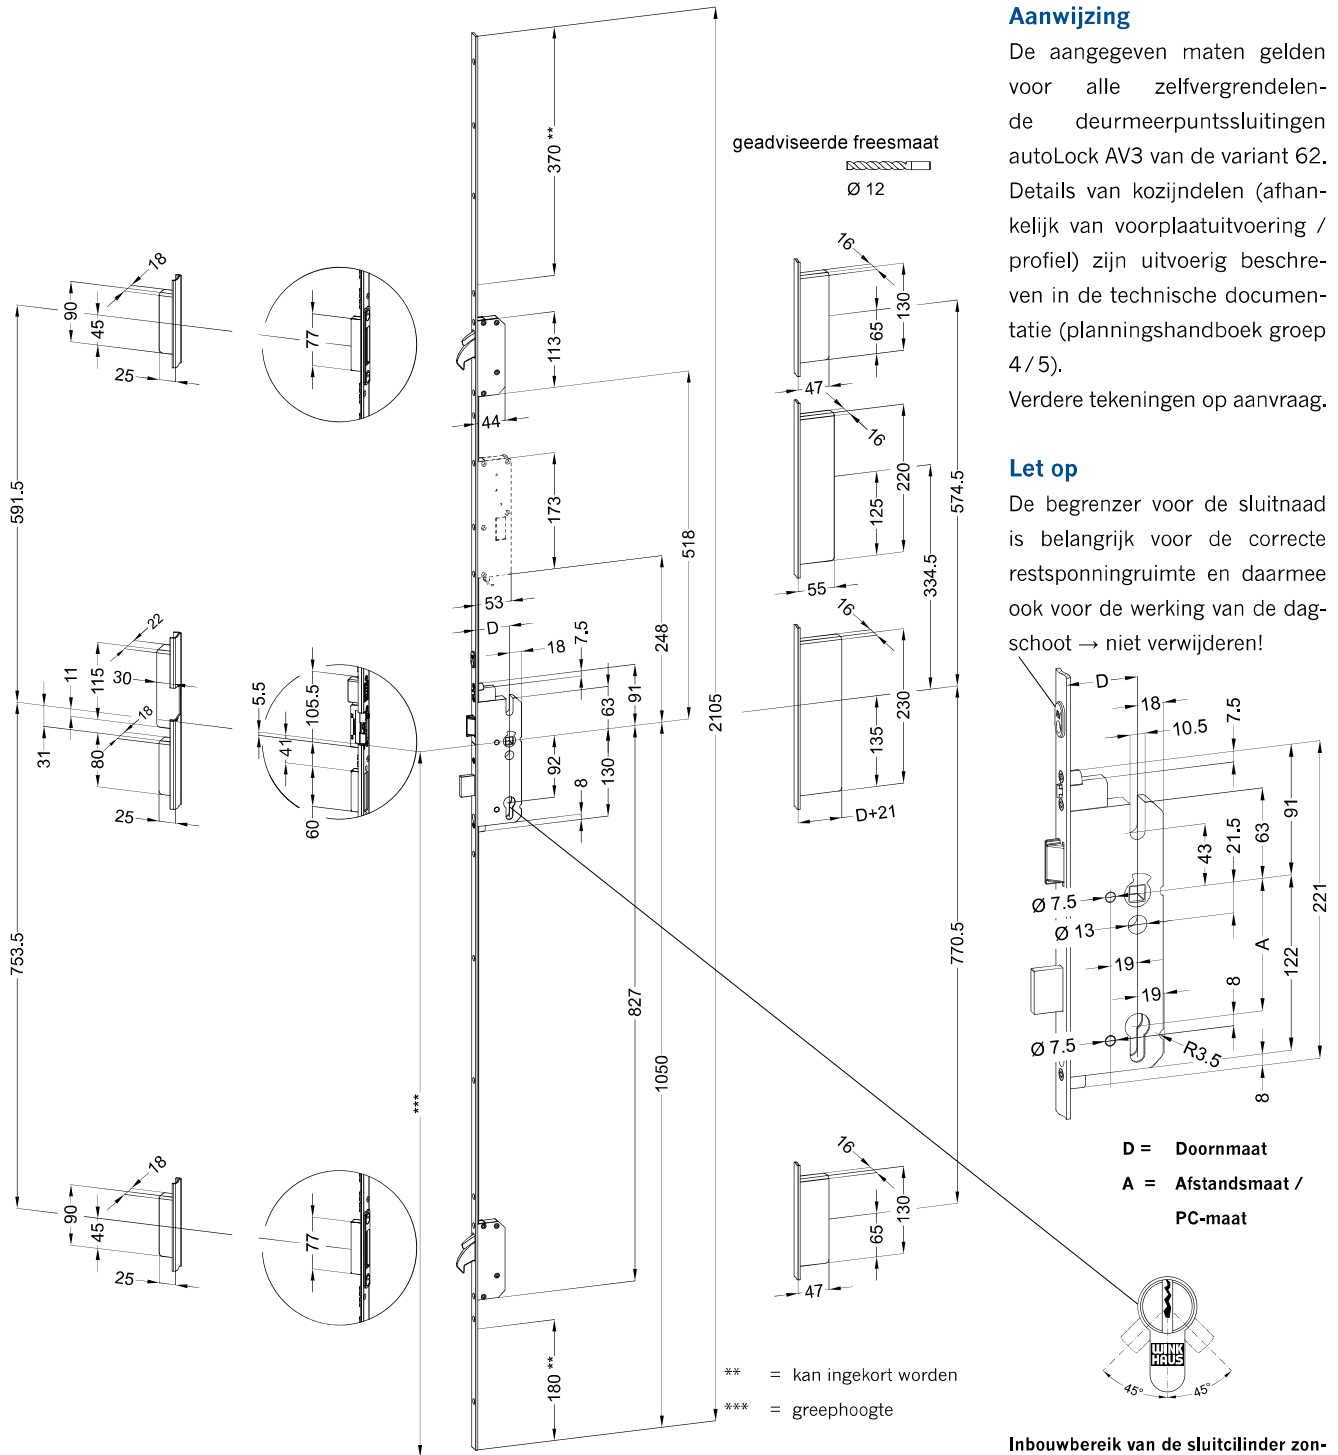 Aanwijzing
De aangegeven maten gelden
voor alle zelfvergrendelen-
de deurmeerpuntssluitingen
autoLock AV3 van de variant 62.
Details van kozijndelen (afhan-
kelijk van voorplaatuitvoering /
profiel) zijn uitvoerig beschre-
ven in de technische documen-
tatie (planningshandboek groep
4/5).
Verdere tekeningen op aanvraag.
Let op
De begrenzer voor de sluitnaad
is belangrijk voor de correcte
restsponningruimte en daarmee
ook voor de werking van de dag-
schoot → niet verwijderen!
geadviseerde freesmaat
Ø 12
18
90
45
25
591.5
22
11
115
30
18
31
80
25
753.5
18
90
45
25
77
5.5
105.5
41
60
77
***
370 **
113
44
173
53
D
18
7.5
91
63
92
130
8
248
518
2105
827
1050
180 **
16
130
65
47
16
220
125
55
334.5
574.5
16
230
135
D+21
770.5
16
130
65
47
D
18
10.5
7.5
91
63
43
21.5
221
Ø 7.5
Ø 13
A
122
19
19
8
Ø 7.5
R3.5
8
D = Doornmaat
A = Afstandsmaat /
PC-maat
WINK
HAUS
45°
45°
** = kan ingekort worden
*** = greephoogte
Inbouwbereik van de sluitcilinder zon-